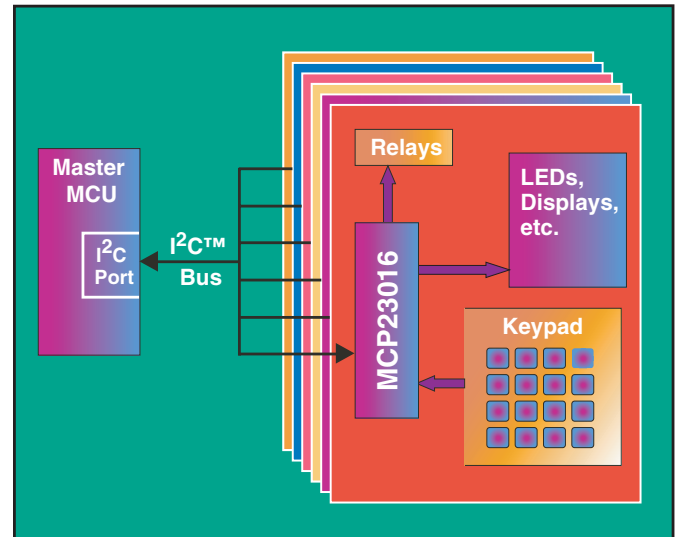 Master
MCU
I²C
Port
I²C™
Bus
Relays
MCP23016
LEDs,
Displays,
etc.
Keypad